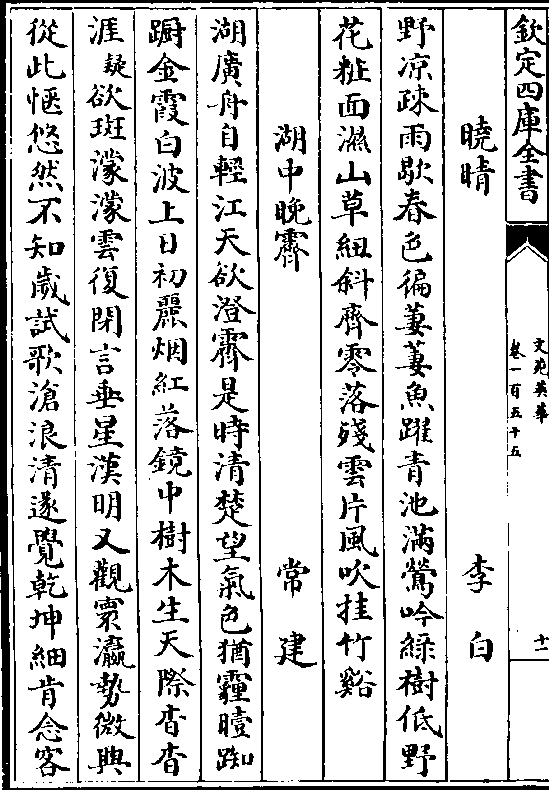 欽定四庫全書
文苑英華
卷一百五十五
十一
曉晴
李白
野凉疎雨歇春色徧萋萋魚躍青池滿鶯吟綠樹低野
花粧面濕山草紐斜齊零落殘雲片風吹挂竹谿
湖中晚霽
常建
湖廣舟自輕江天欲澄霽是時清楚望氣色猶霾曀踟
蹰金霞白波上日初麗烟紅落鏡中樹木生天際杳杳
涯欲斑濛濛雲復閉言垂星漢明又觀寰瀛勢微興
從此愜悠然不知歲試歌滄浪清遂覺乾坤細肯念客